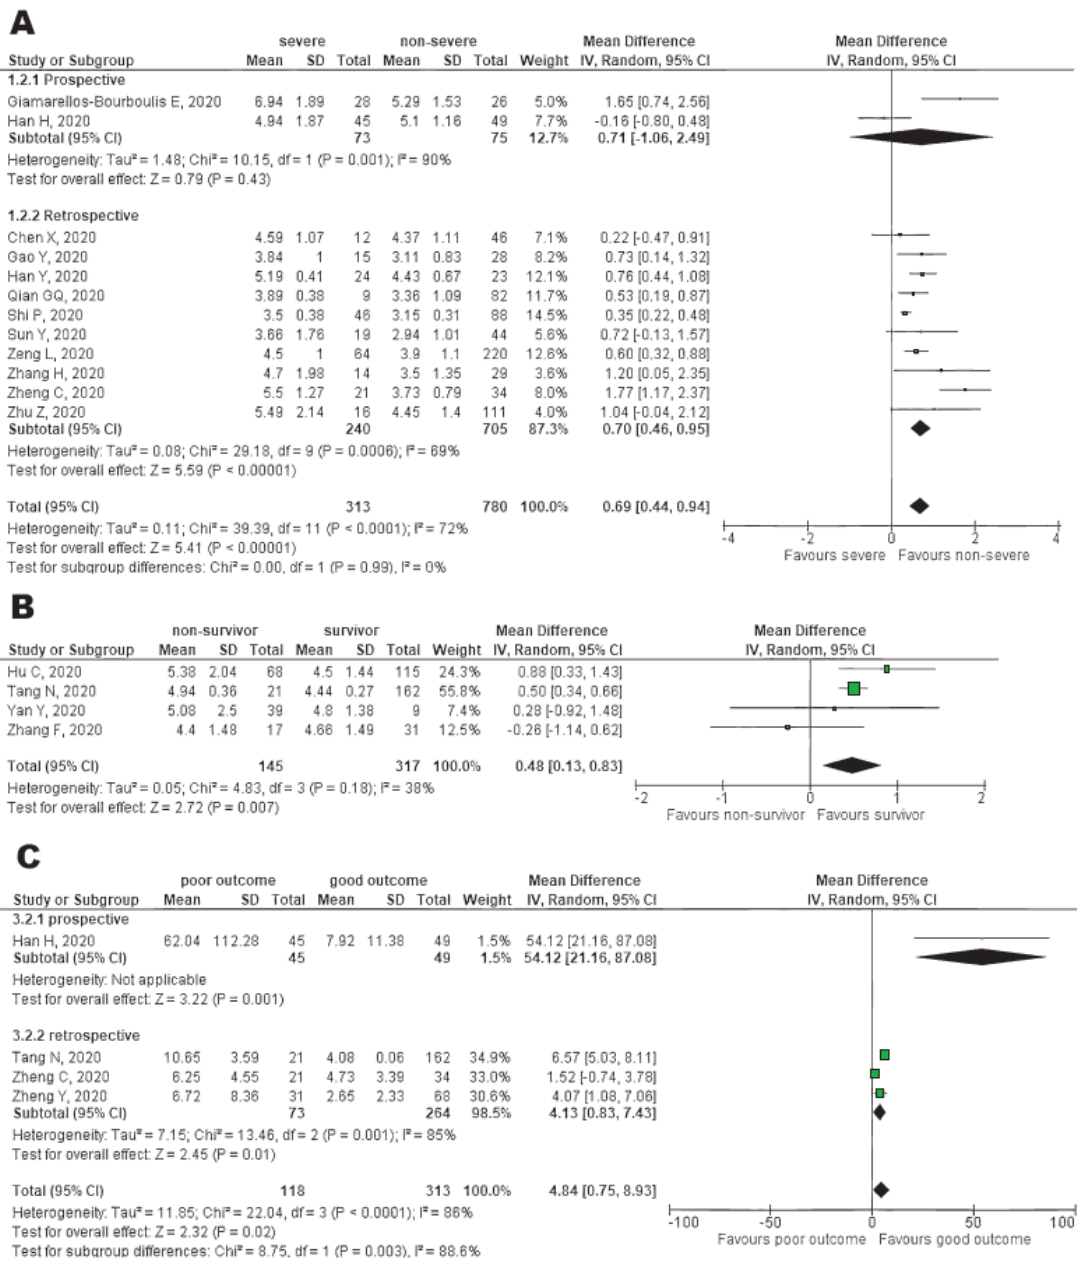 A
severe non-severe Mean Difference Mean Difference
Study or Subgroup Mean SD Total Mean SD Total Weight IV, Random, 95% CI IV, Random, 95% CI
1.2.1 Prospective
Giamarellos-Bourboulis E, 2020 6.94 1.89 28 5.29 1.53 26 5.0% 1.65 [0.74, 2.56]
Han H, 2020 4.94 1.87 45 5.1 1.16 49 7.7% -0.16 [-0.80, 0.48]
Subtotal (95% CI) 73 75 12.7% 0.71 [-1.06, 2.49]
Heterogeneity: Tau² = 1.48; Chi² = 10.15, df = 1 (P = 0.001); I² = 90%
Test for overall effect: Z = 0.79 (P = 0.43)
1.2.2 Retrospective
Chen X, 2020 4.59 1.07 12 4.37 1.11 46 7.1% 0.22 [-0.47, 0.91]
Gao Y, 2020 3.84 1 15 3.11 0.83 28 8.2% 0.73 [0.14, 1.32]
Han Y, 2020 5.19 0.41 24 4.43 0.67 23 12.1% 0.76 [0.44, 1.08]
Qian GQ, 2020 3.89 0.38 9 3.36 1.09 82 11.7% 0.53 [0.19, 0.87]
Shi P, 2020 3.5 0.38 46 3.15 0.31 88 14.5% 0.35 [0.22, 0.48]
Sun Y, 2020 3.66 1.76 19 2.94 1.01 44 5.6% 0.72 [-0.13, 1.57]
Zeng L, 2020 4.5 1 64 3.9 1.1 220 12.6% 0.60 [0.32, 0.88]
Zhang H, 2020 4.7 1.98 14 3.5 1.35 29 3.6% 1.20 [0.05, 2.35]
Zheng C, 2020 5.5 1.27 21 3.73 0.79 34 8.0% 1.77 [1.17, 2.37]
Zhu Z, 2020 5.49 2.14 16 4.45 1.4 111 4.0% 1.04 [-0.04, 2.12]
Subtotal (95% CI) 240 705 87.3% 0.70 [0.46, 0.95]
Heterogeneity: Tau² = 0.08; Chi² = 29.18, df = 9 (P = 0.0006); I² = 69%
Test for overall effect: Z = 5.59 (P < 0.00001)
Total (95% CI) 313 780 100.0% 0.69 [0.44, 0.94]
Heterogeneity: Tau² = 0.11; Chi² = 39.39, df = 11 (P < 0.0001); I² = 72%
Test for overall effect: Z = 5.41 (P < 0.00001)
Test for subgroup differences: Chi² = 0.00, df = 1 (P = 0.99), I² = 0%
-4 -2 0 2 4
Favours severe Favours non-severe
B
non-survivor survivor Mean Difference Mean Difference
Study or Subgroup Mean SD Total Mean SD Total Weight IV, Random, 95% CI IV, Random, 95% CI
Hu C, 2020 5.38 2.04 68 4.5 1.44 115 24.3% 0.88 [0.33, 1.43]
Tang N, 2020 4.94 0.36 21 4.44 0.27 162 55.8% 0.50 [0.34, 0.66]
Yan Y, 2020 5.08 2.5 39 4.8 1.38 9 7.4% 0.28 [-0.92, 1.48]
Zhang F, 2020 4.4 1.48 17 4.66 1.49 31 12.5% -0.26 [-1.14, 0.62]
Total (95% CI) 145 317 100.0% 0.48 [0.13, 0.83]
Heterogeneity: Tau² = 0.05; Chi² = 4.83, df = 3 (P = 0.18); I² = 38%
Test for overall effect: Z = 2.72 (P = 0.007)
-2 -1 0 1 2
Favours non-survivor Favours survivor
C
poor outcome good outcome Mean Difference Mean Difference
Study or Subgroup Mean SD Total Mean SD Total Weight IV, Random, 95% CI IV, Random, 95% CI
3.2.1 prospective
Han H, 2020 62.04 112.28 45 7.92 11.38 49 1.5% 54.12 [21.16, 87.08]
Subtotal (95% CI) 45 49 1.5% 54.12 [21.16, 87.08]
Heterogeneity: Not applicable
Test for overall effect: Z = 3.22 (P = 0.001)
3.2.2 retrospective
Tang N, 2020 10.65 3.59 21 4.08 0.06 162 34.9% 6.57 [5.03, 8.11]
Zheng C, 2020 6.25 4.55 21 4.73 3.39 34 33.0% 1.52 [-0.74, 3.78]
Zheng Y, 2020 6.72 8.36 31 2.65 2.33 68 30.6% 4.07 [1.08, 7.06]
Subtotal (95% CI) 73 264 98.5% 4.13 [0.83, 7.43]
Heterogeneity: Tau² = 7.15; Chi² = 13.46, df = 2 (P = 0.001); I² = 85%
Test for overall effect: Z = 2.45 (P = 0.01)
Total (95% CI) 118 313 100.0% 4.84 [0.75, 8.93]
Heterogeneity: Tau² = 11.85; Chi² = 22.04, df = 3 (P < 0.0001); I² = 86%
Test for overall effect: Z = 2.32 (P = 0.02)
Test for subgroup differences: Chi² = 8.75, df = 1 (P = 0.003), I² = 88.6%
-100 -50 0 50 100
Favours poor outcome Favours good outcome